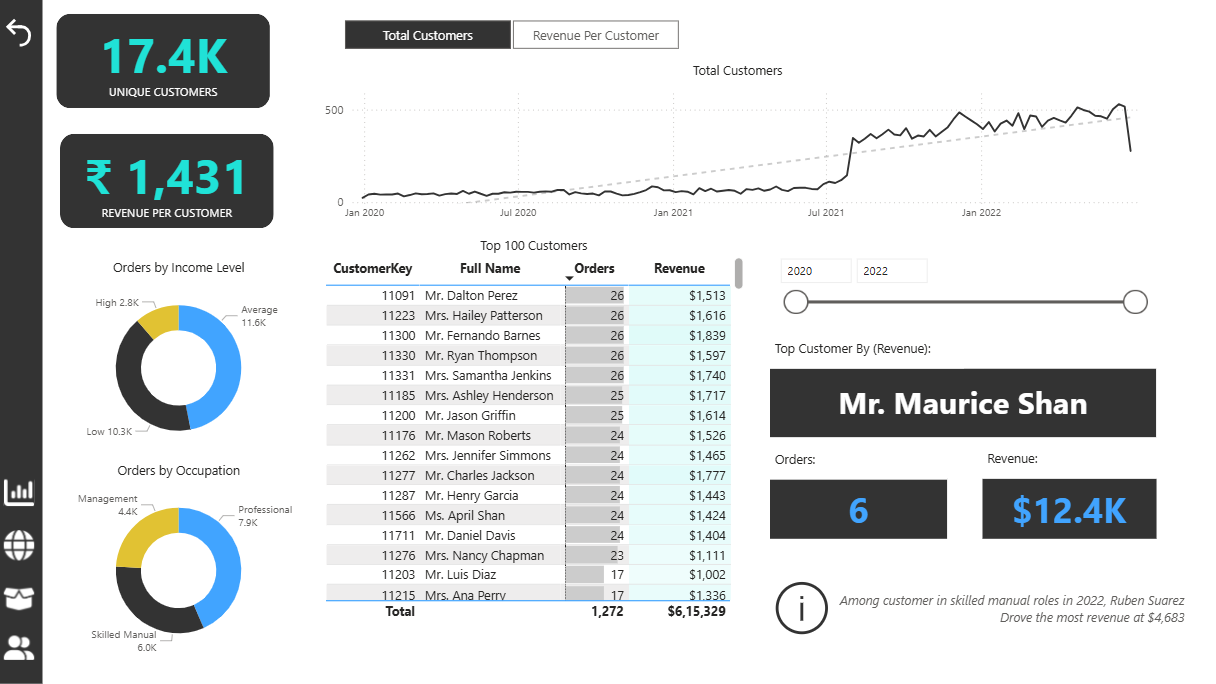 17.4K
UNIQUE CUSTOMERS
₹ 1,431
REVENUE PER CUSTOMER
Total Customers
Revenue Per Customer
Total Customers
500
0
Jan 2020 Jul 2020 Jan 2021 Jul 2021 Jan 2022
Orders by Income Level
High 2.8K
Average
11.6K
Low 10.3K
Orders by Occupation
Management
4.4K
Professional
7.9K
Skilled Manual
6.0K
Top 100 Customers
CustomerKey Full Name Orders Revenue
11091 Mr. Dalton Perez 26 $1,513
11223 Mrs. Hailey Patterson 26 $1,616
11300 Mr. Fernando Barnes 26 $1,839
11330 Mr. Ryan Thompson 26 $1,597
11331 Mrs. Samantha Jenkins 26 $1,740
11185 Mrs. Ashley Henderson 25 $1,717
11200 Mr. Jason Griffin 25 $1,614
11176 Mr. Mason Roberts 24 $1,526
11262 Mrs. Jennifer Simmons 24 $1,465
11277 Mr. Charles Jackson 24 $1,777
11287 Mr. Henry Garcia 24 $1,443
11566 Ms. April Shan 24 $1,424
11711 Mr. Daniel Davis 24 $1,404
11276 Mrs. Nancy Chapman 23 $1,111
11203 Mr. Luis Diaz 17 $1,002
11215 Mrs. Ana Perry 17 $1,336
Total 1,272 $6,15,329
2020 2022
Top Customer By (Revenue):
Mr. Maurice Shan
Orders:
6
Revenue:
$12.4K
i
Among customer in skilled manual roles in 2022, Ruben Suarez
Drove the most revenue at $4,683